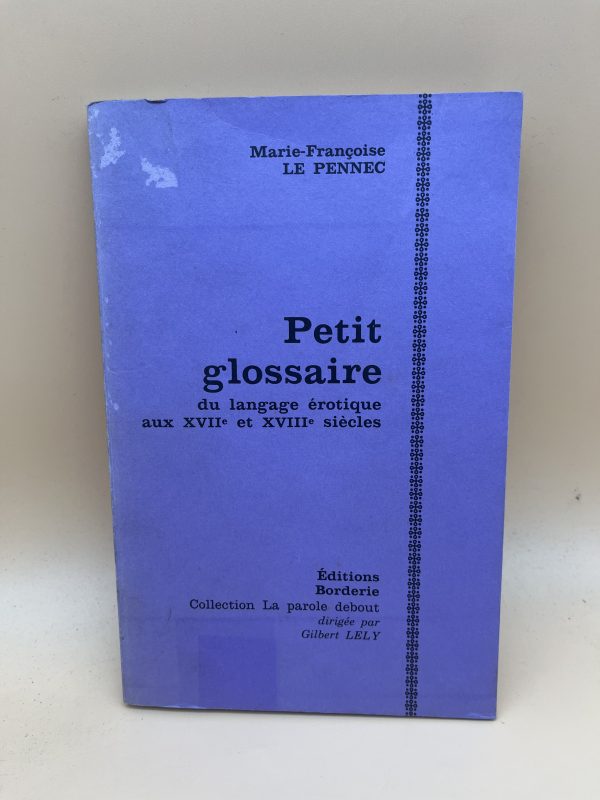 Marie-Françoise
LE PENNEC
Petit
glossaire
du langage érotique
aux XVIIᵉ et XVIIIᵉ siècles
Éditions
Borderie
Collection La parole debout
dirigée par
Gilbert LELY